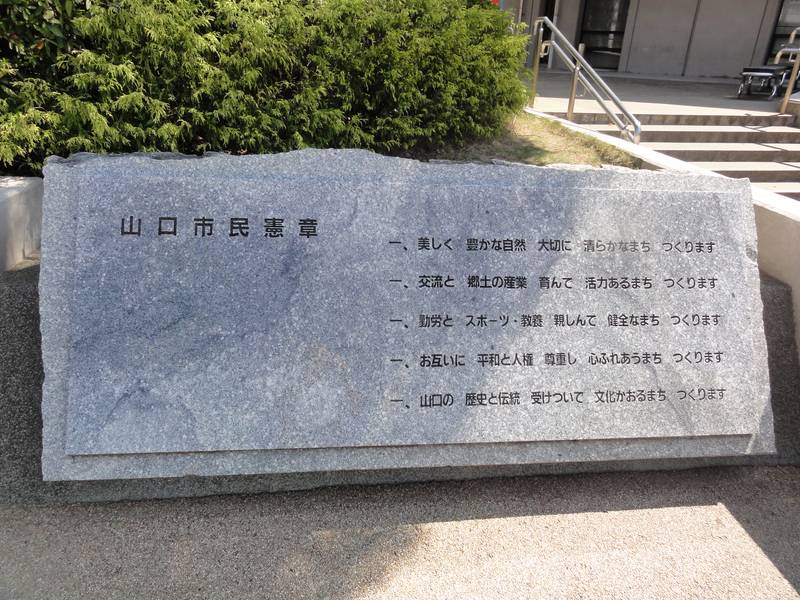 山口市民憲章
一、美しく 豊かな自然 大切に 清らかなまち つくります
一、交流と 郷土の産業 育んで 活力あるまち つくります
一、勤労と スポーツ・教養 親しんで 健全なまち つくります
一、お互いに 平和と人権 尊重し 心ふれあうまち つくります
一、山口の 歴史と伝統 受けついで 文化かおるまち つくります